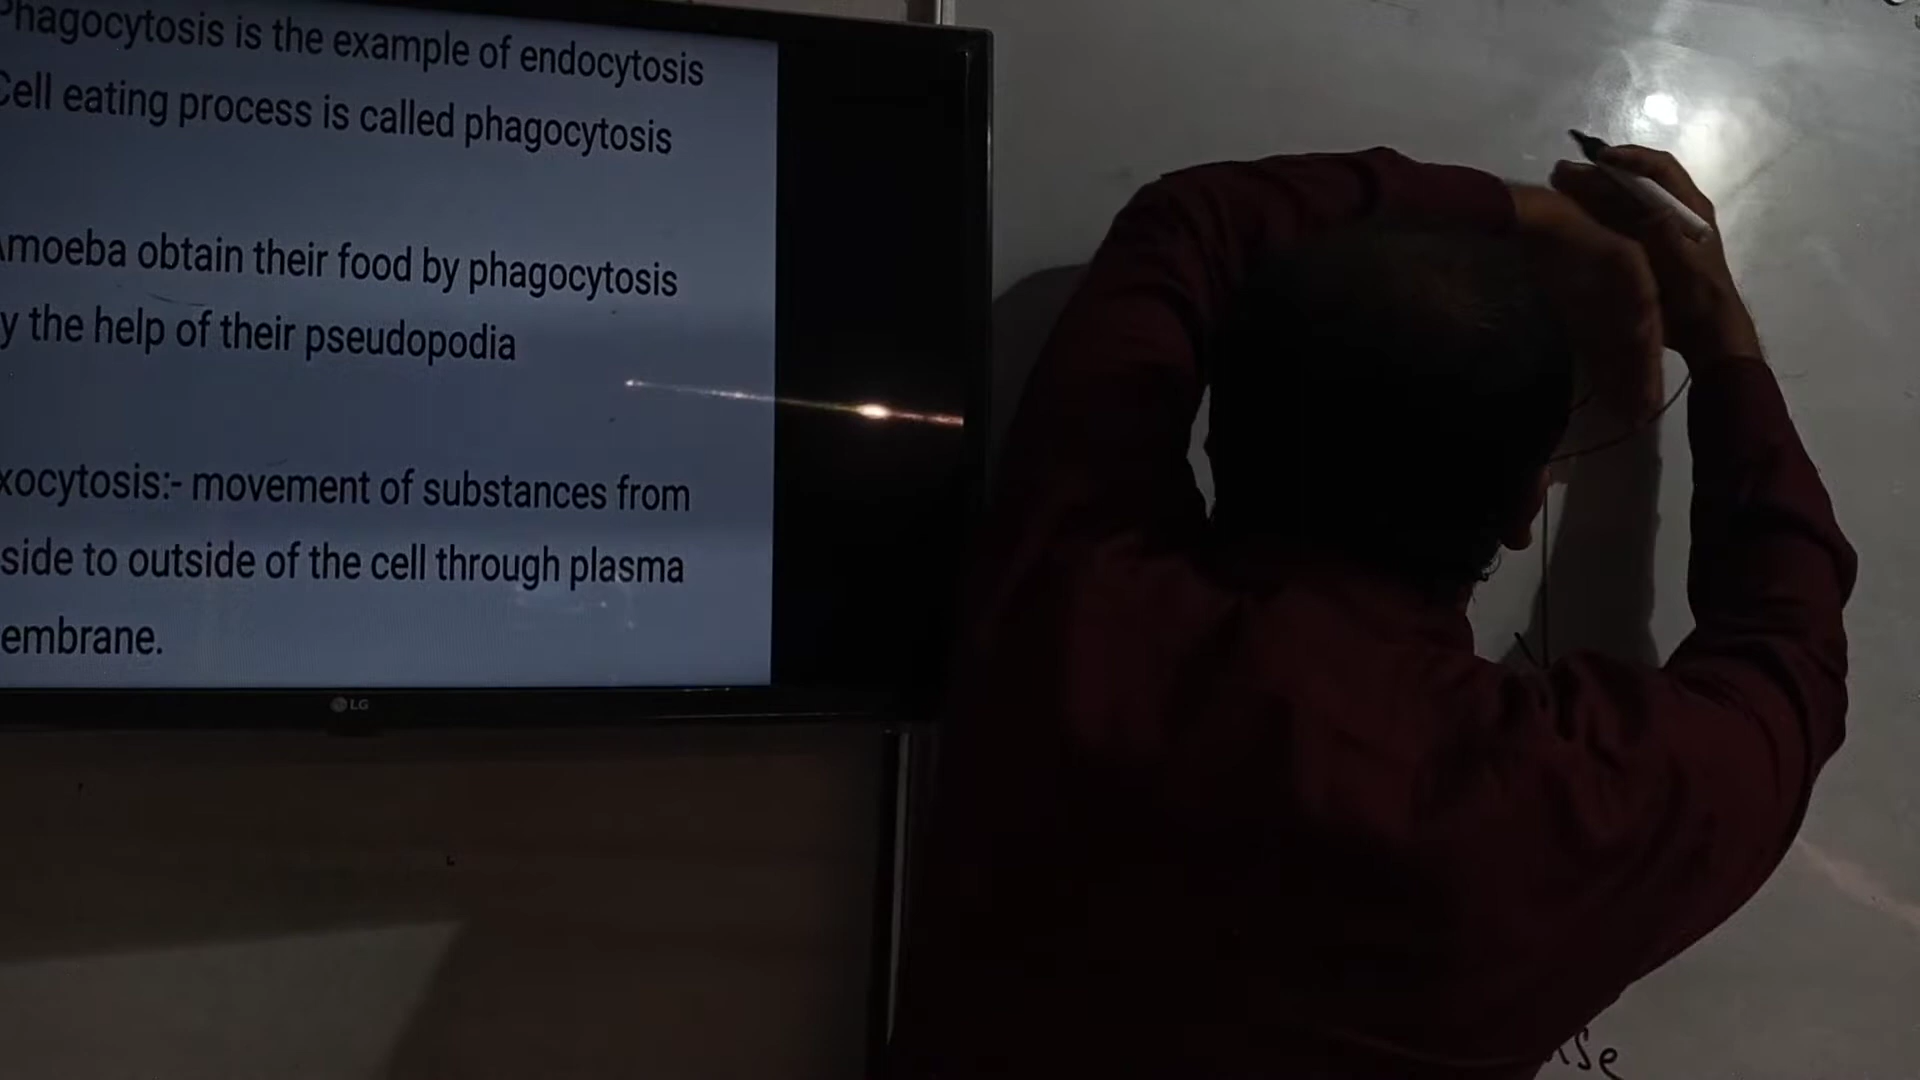 Phagocytosis is the example of endocytosis
Cell eating process is called phagocytosis
Amoeba obtain their food by phagocytosis
y the help of their pseudopodia
xocytosis:- movement of substances from
side to outside of the cell through plasma
embrane.
LG